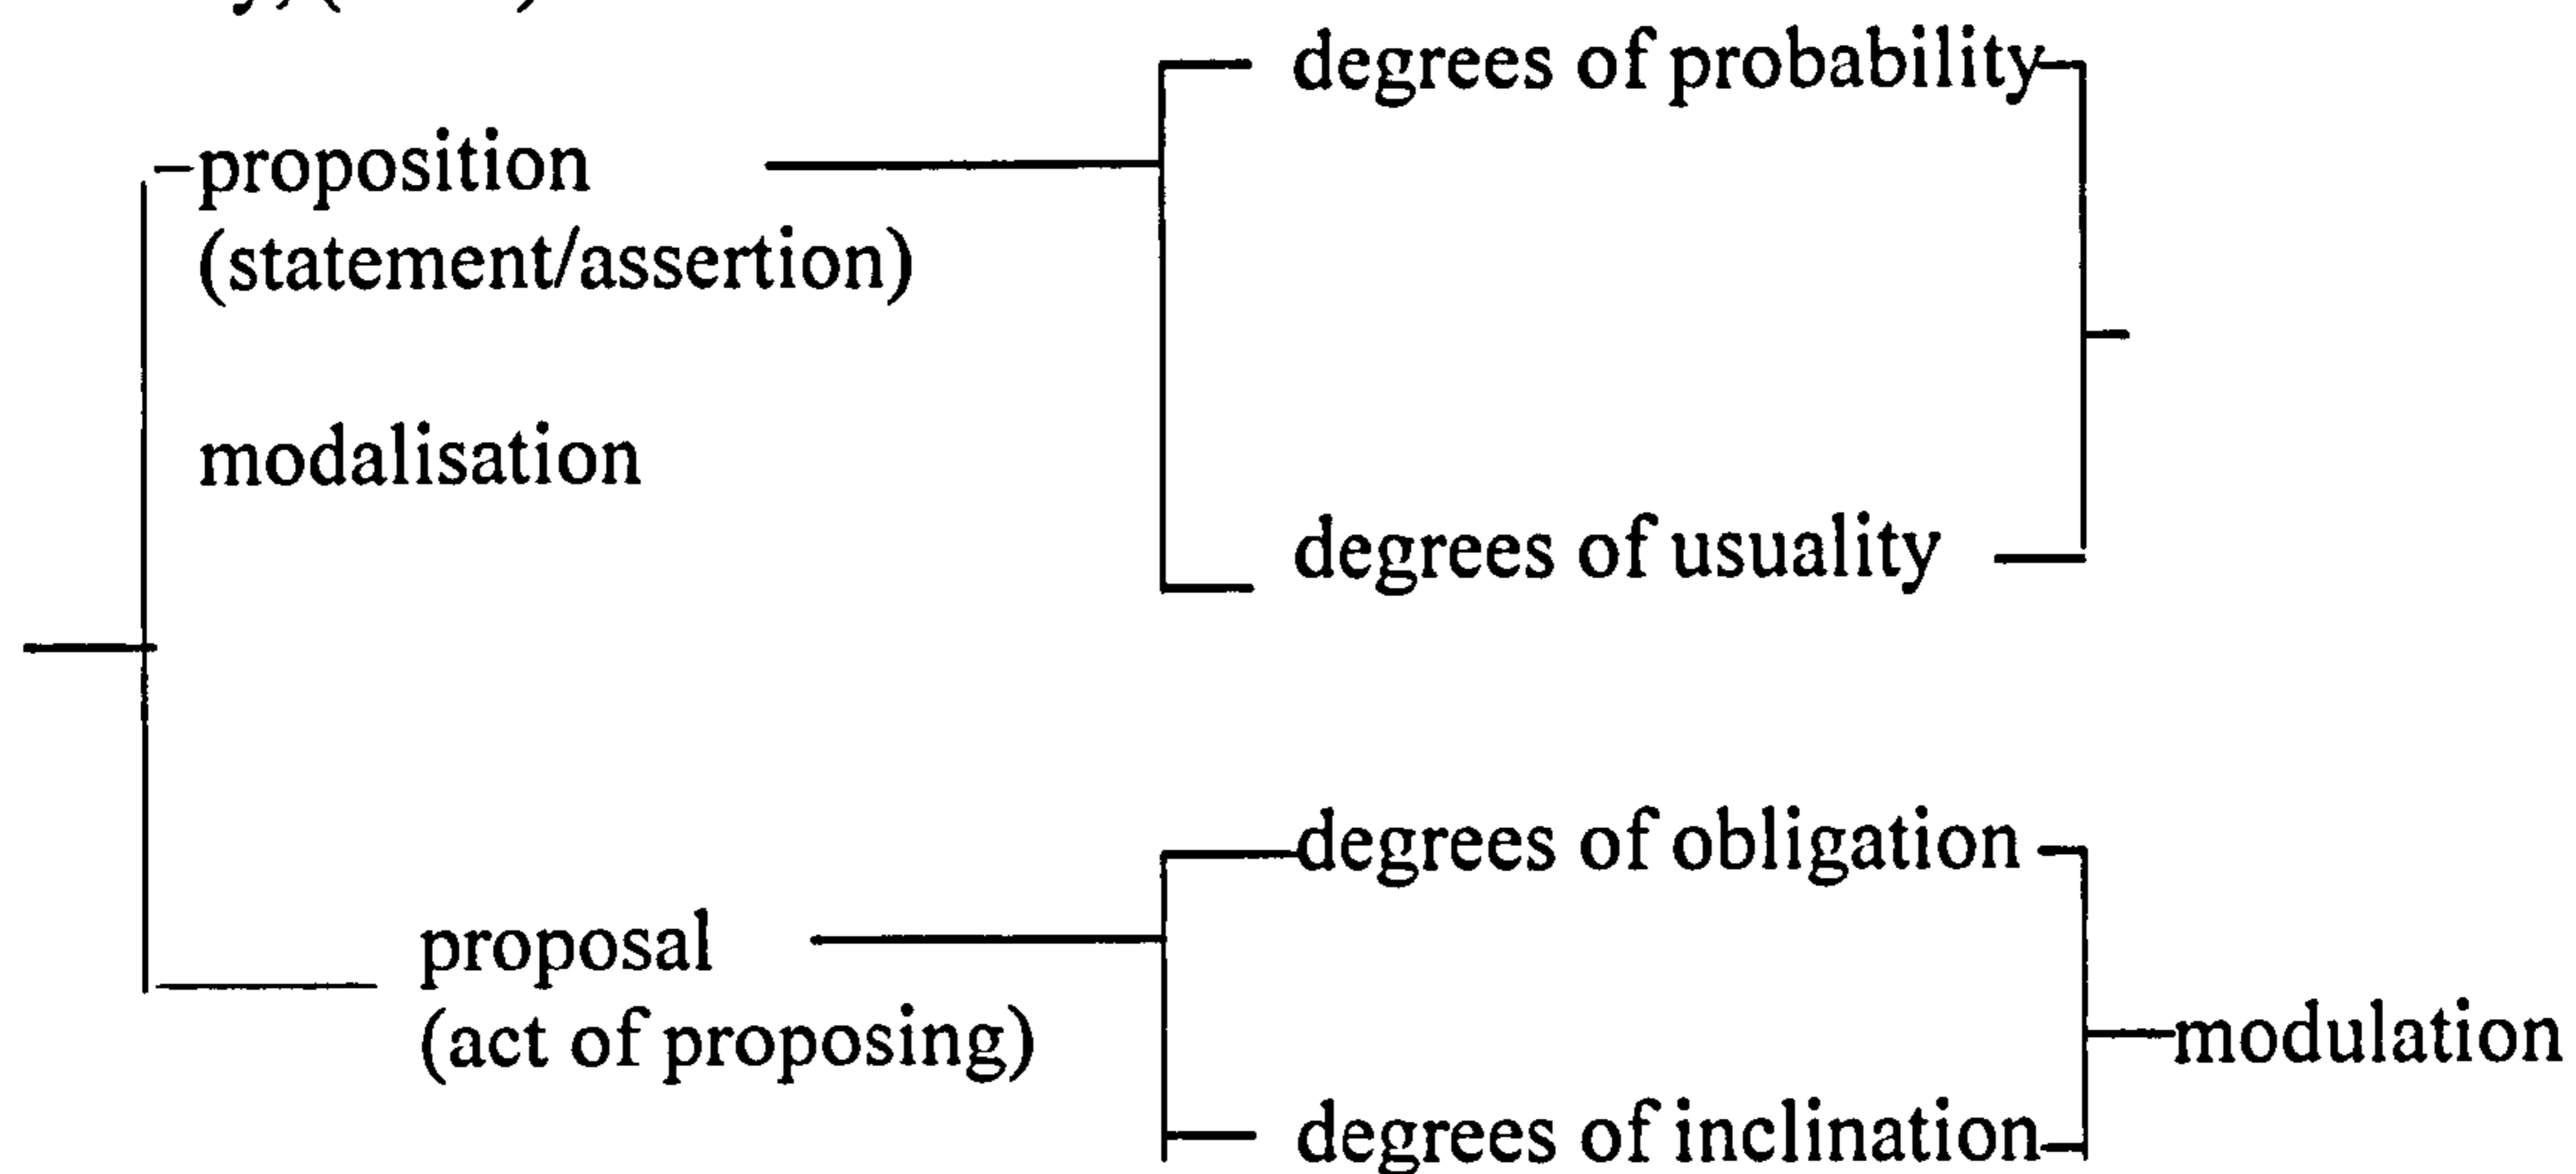 degrees of probability
proposition
(statement/assertion)
modalisation
degrees of usuality
degrees of obligation
proposal
(act of proposing)
modulation
degrees of inclination